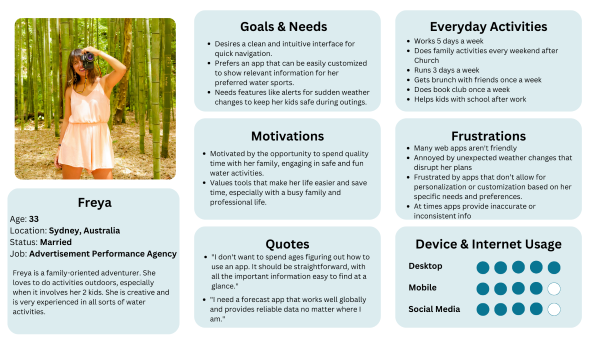 Goals & Needs
Desires a clean and intuitive interface for
quick navigation.
Prefers an app that can be easily customized
to show relevant information for her
preferred water sports.
Needs features like alerts for sudden weather
changes to keep her kids safe during outings.
Everyday Activities
Works 5 days a week
Does family activities every weekend after
Church
Runs 3 days a week
Gets brunch with friends once a week
Does book club once a week
Helps kids with school after work
Motivations
Motivated by the opportunity to spend quality
time with her family, engaging in safe and fun
water activities.
Values tools that make her life easier and save
time, especially with a busy family and
professional life.
Frustrations
Many web apps aren't friendly
Annoyed by unexpected weather changes that
disrupt her plans
Frustrated by apps that don't allow for
personalization or customization based on her
specific needs and preferences.
At times apps provide inaccurate or
inconsistent info
Freya
Age: 33
Location: Sydney, Australia
Status: Married
Job: Advertisement Performance Agency
Freya is a family-oriented adventurer. She
loves to do activities outdoors, especially
when it involves her 2 kids. She is creative and
is very experienced in all sorts of water
activities.
Quotes
"I don't want to spend ages figuring out how to
use an app. It should be straightforward, with
all the important information easy to find at a
glance."
"I need a forecast app that works well globally
and provides reliable data no matter where I
am."
Device & Internet Usage
Desktop
Mobile
Social Media